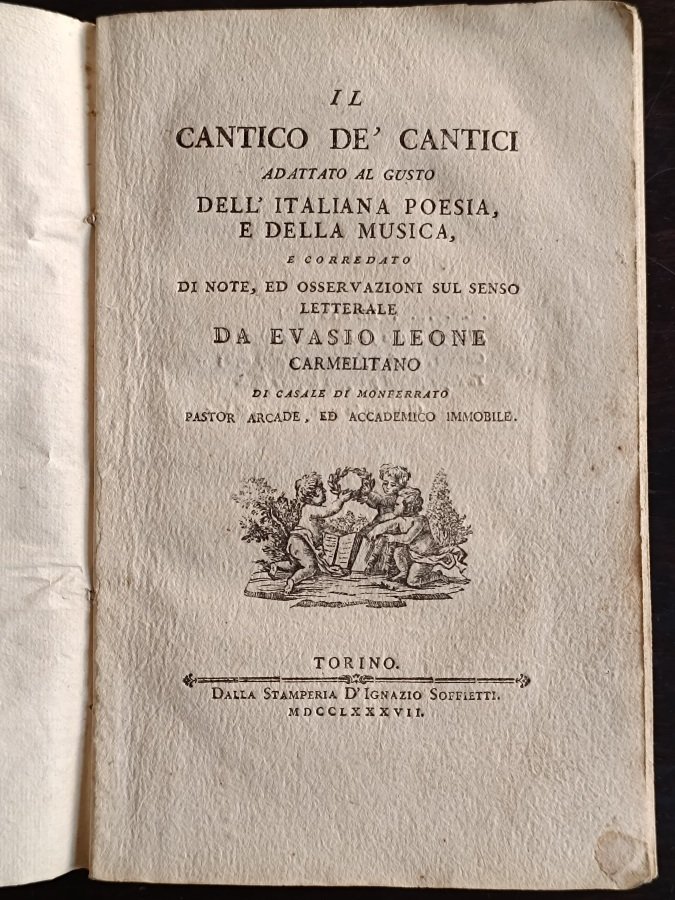 IL
CANTICO DE' CANTICI
ADATTATO AL GUSTO
DELL' ITALIANA POESIA,
E DELLA MUSICA,
E CORREDATO
DI NOTE, ED OSSERVAZIONI SUL SENSO
LETTERALE
DA EVASIO LEONE
CARMELITANO
DI CASALE DI MONFERRATO
PASTOR ARCADE, ED ACCADEMICO IMMOBILE.
TORINO.
DALLA STAMPERIA D'IGNAZIO SOFFIETTI.
MDCCLXXXVII.